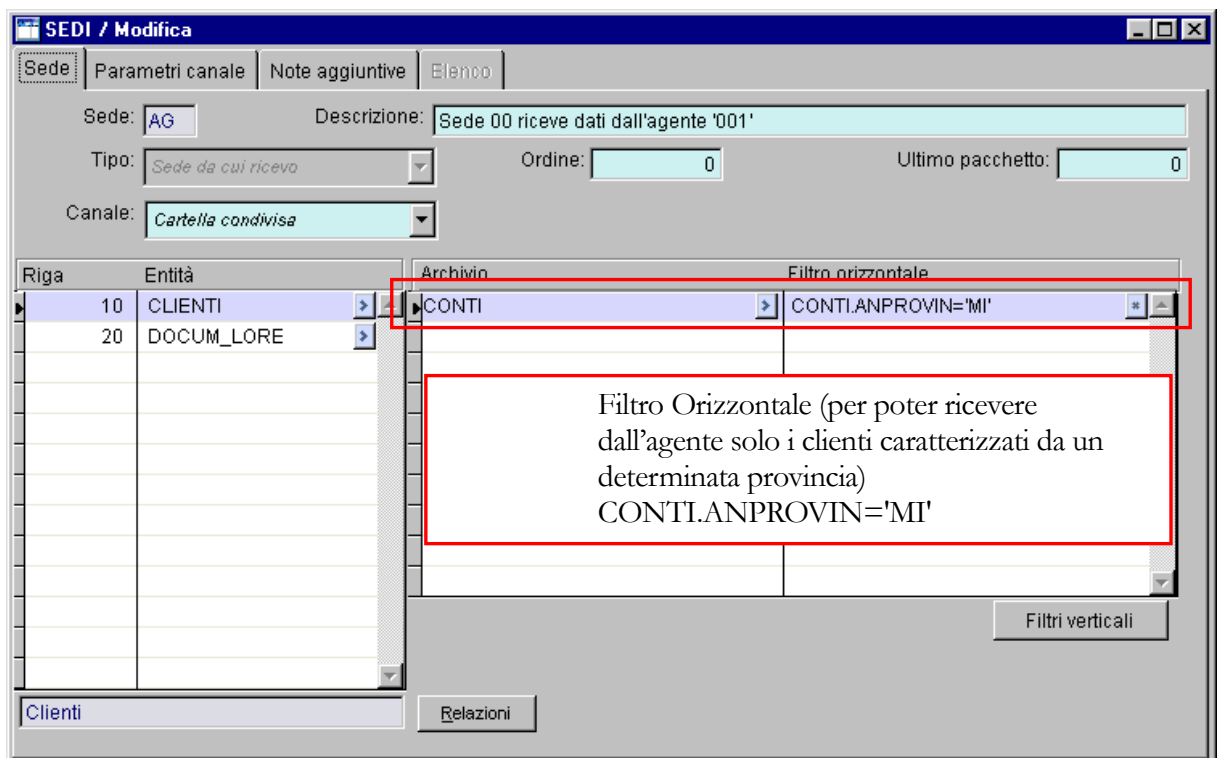 SEDI / Modifica
Sede Parametri canale Note aggiuntive Elenco
Sede: AG Descrizione: Sede 00 riceve dati dall'agente '001'
Tipo: Sede da cui ricevo Ordine: 0 Ultimo pacchetto: 0
Canale: Cartella condivisa
Riga Entità Archivio Filtro orizzontale
10 CLIENTI CONTI CONTI.ANPROVIN='MI'
20 DOCUM_LORE
Filtro Orizzontale (per poter ricevere
dall'agente solo i clienti caratterizzati da un
determinata provincia)
CONTI.ANPROVIN='MI'
Filtri verticali
Clienti Relazioni